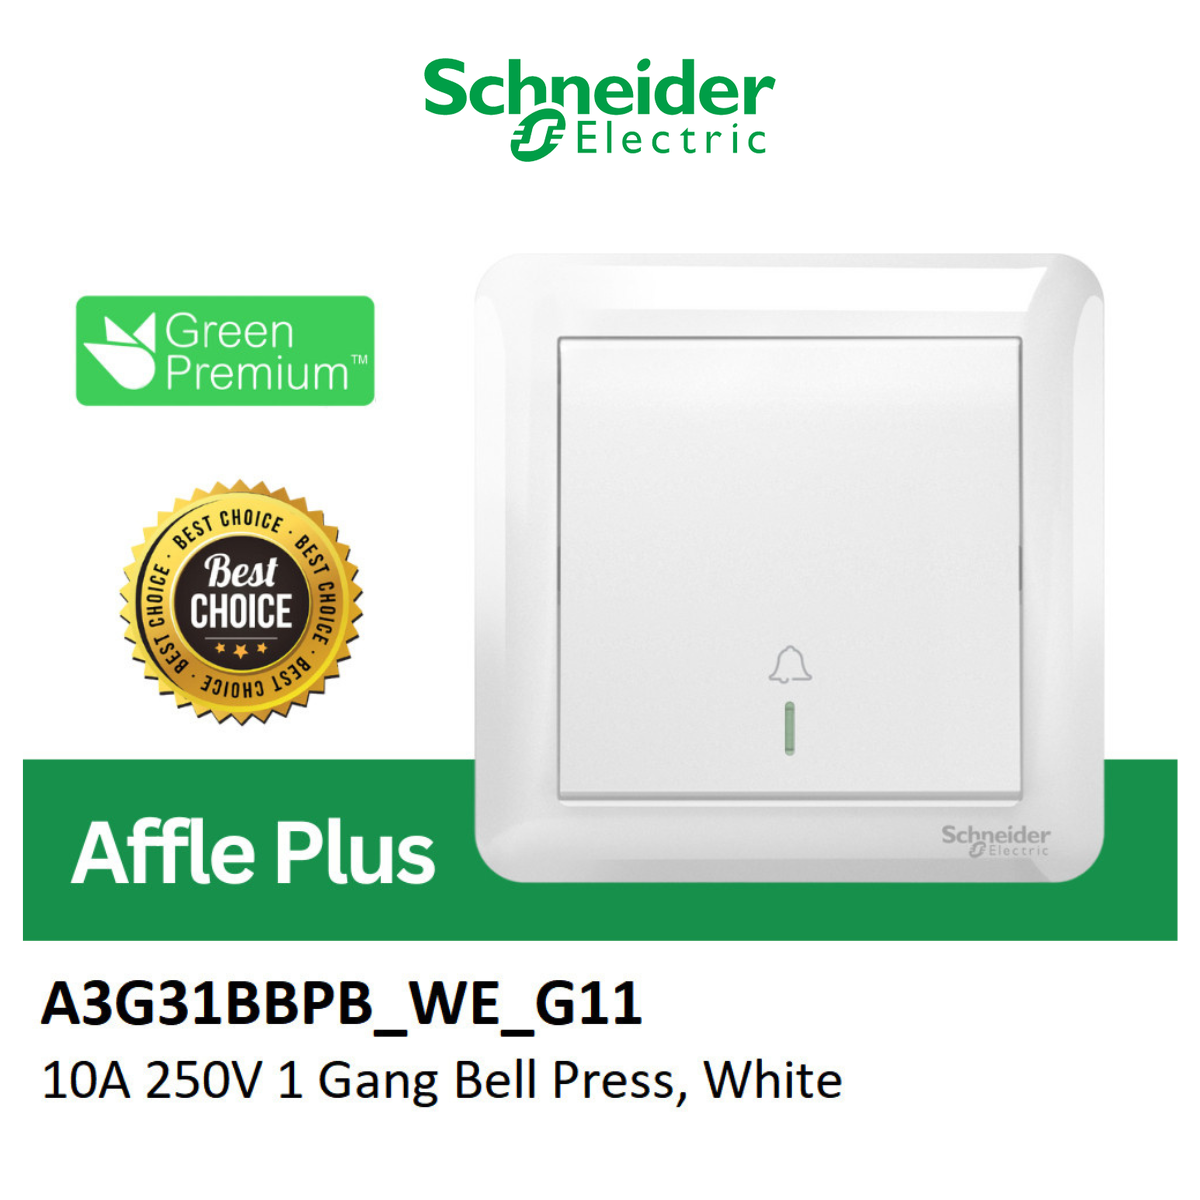 Schneider
Electric
Green
Premium™
BEST CHOICE · BEST CHOICE · BEST CHOICE · BEST CHOICE ·
Best
CHOICE
Affle Plus
Schneider
Electric
A3G31BBPB_WE_G11
10A 250V 1 Gang Bell Press, White